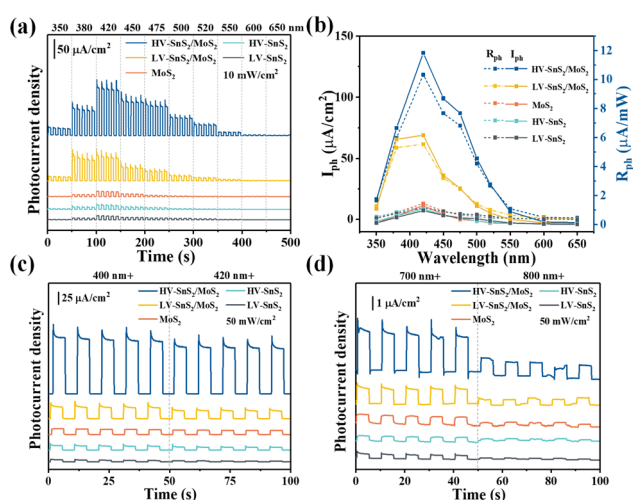 (a)
350 380 420 450 475 500 520 550 600 650 nm
50 μA/cm²
HV-SnS₂/MoS₂
HV-SnS₂
LV-SnS₂/MoS₂
LV-SnS₂
MoS₂
10 mW/cm²
Photocurrent density
0 100 200 300 400 500
Time (s)
(b)
150
100
50
0
I_ph (μA/cm²)
R_ph I_ph
HV-SnS₂/MoS₂
LV-SnS₂/MoS₂
MoS₂
HV-SnS₂
LV-SnS₂
12
10
8
6
4
2
0
R_ph (μA/mW)
350 400 450 500 550 600 650
Wavelength (nm)
(c)
400 nm+ 420 nm+
25 μA/cm²
HV-SnS₂/MoS₂
HV-SnS₂
LV-SnS₂/MoS₂
LV-SnS₂
MoS₂
50 mW/cm²
Photocurrent density
0 25 50 75 100
Time (s)
(d)
700 nm+ 800 nm+
1 μA/cm²
HV-SnS₂/MoS₂
HV-SnS₂
LV-SnS₂/MoS₂
LV-SnS₂
MoS₂
50 mW/cm²
Photocurrent density
0 20 40 60 80 100
Time (s)